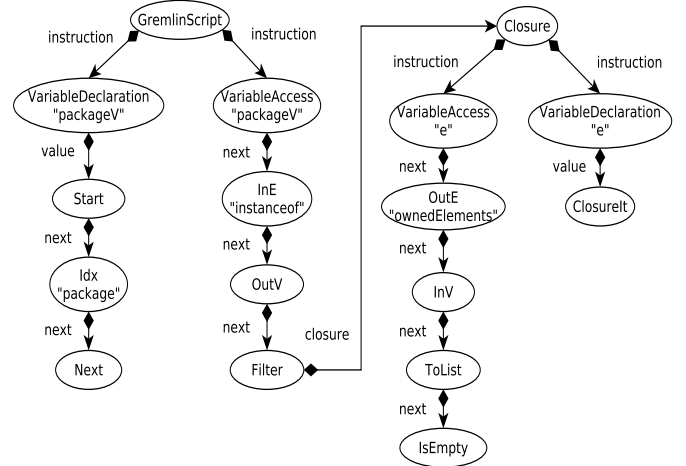 GremlinScript
instruction
instruction
VariableDeclaration
"packageV"
VariableAccess
"packageV"
value
next
Start
InE
"instanceof"
next
next
Idx
"package"
OutV
next
next
Next
Filter
closure
Closure
instruction
instruction
VariableAccess
"e"
VariableDeclaration
"e"
next
value
OutE
"ownedElements"
ClosureIt
next
InV
next
ToList
next
IsEmpty